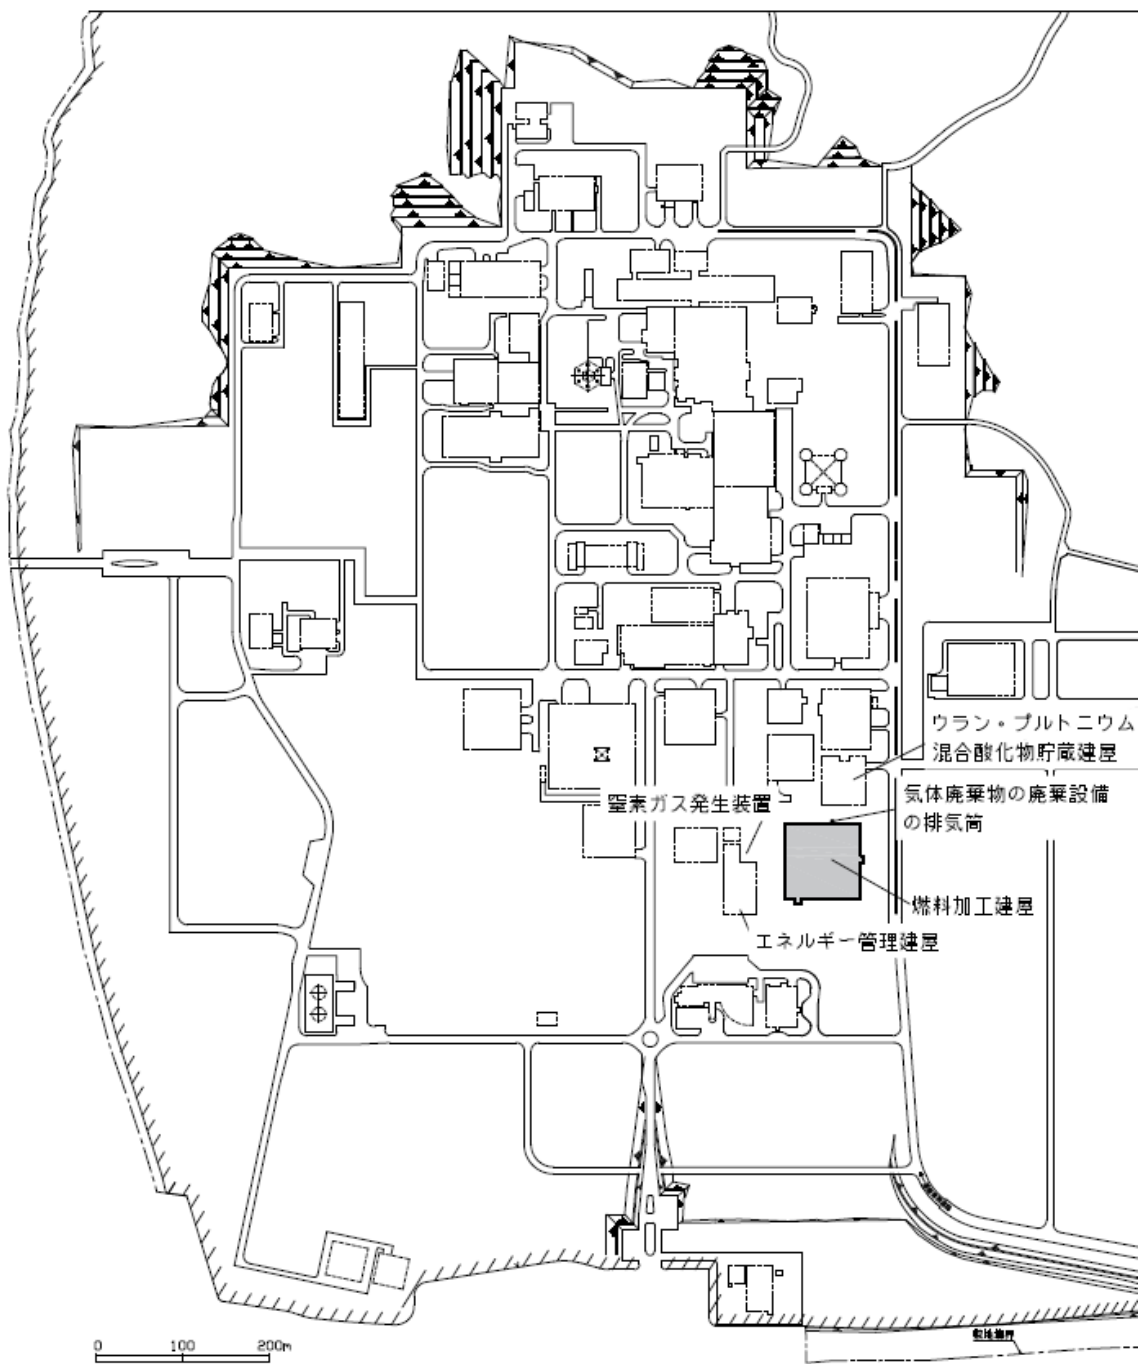 ウラン・プルトニウム
混合酸化物貯蔵建屋
気体廃棄物の廃棄設備
の排気筒
窒素ガス発生装置
燃料加工建屋
エネルギー管理建屋
0 100 200m